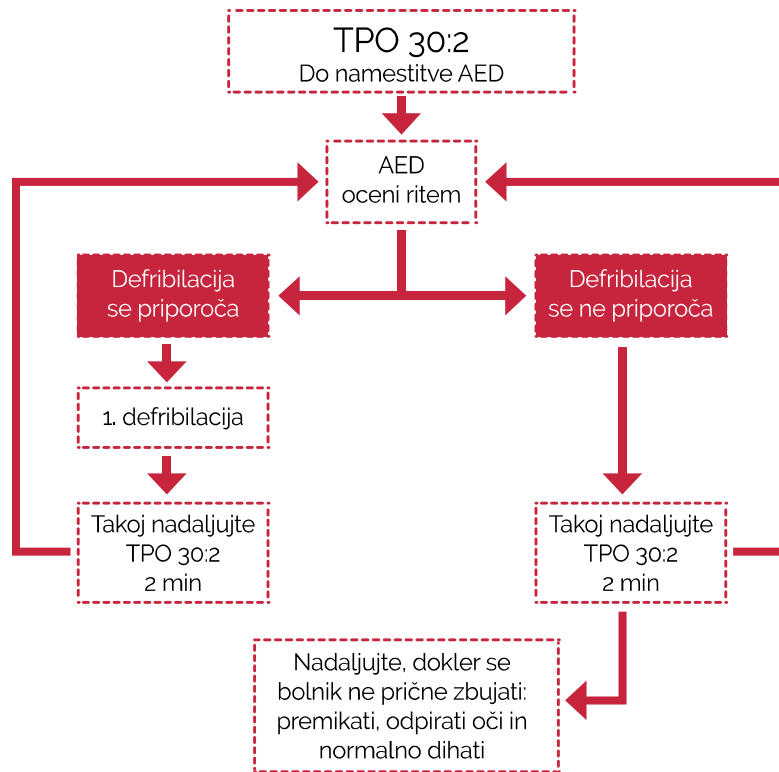 TPO 30:2
Do namestitve AED
AED
oceni ritem
Defribilacija
se priporoča
Defribilacija
se ne priporoča
1. defribilacija
Takoj nadaljujte
TPO 30:2
2 min
Takoj nadaljujte
TPO 30:2
2 min
Nadaljujte, dokler se
bolnik ne prične zbujati:
premikati, odpirati oči in
normalno dihati